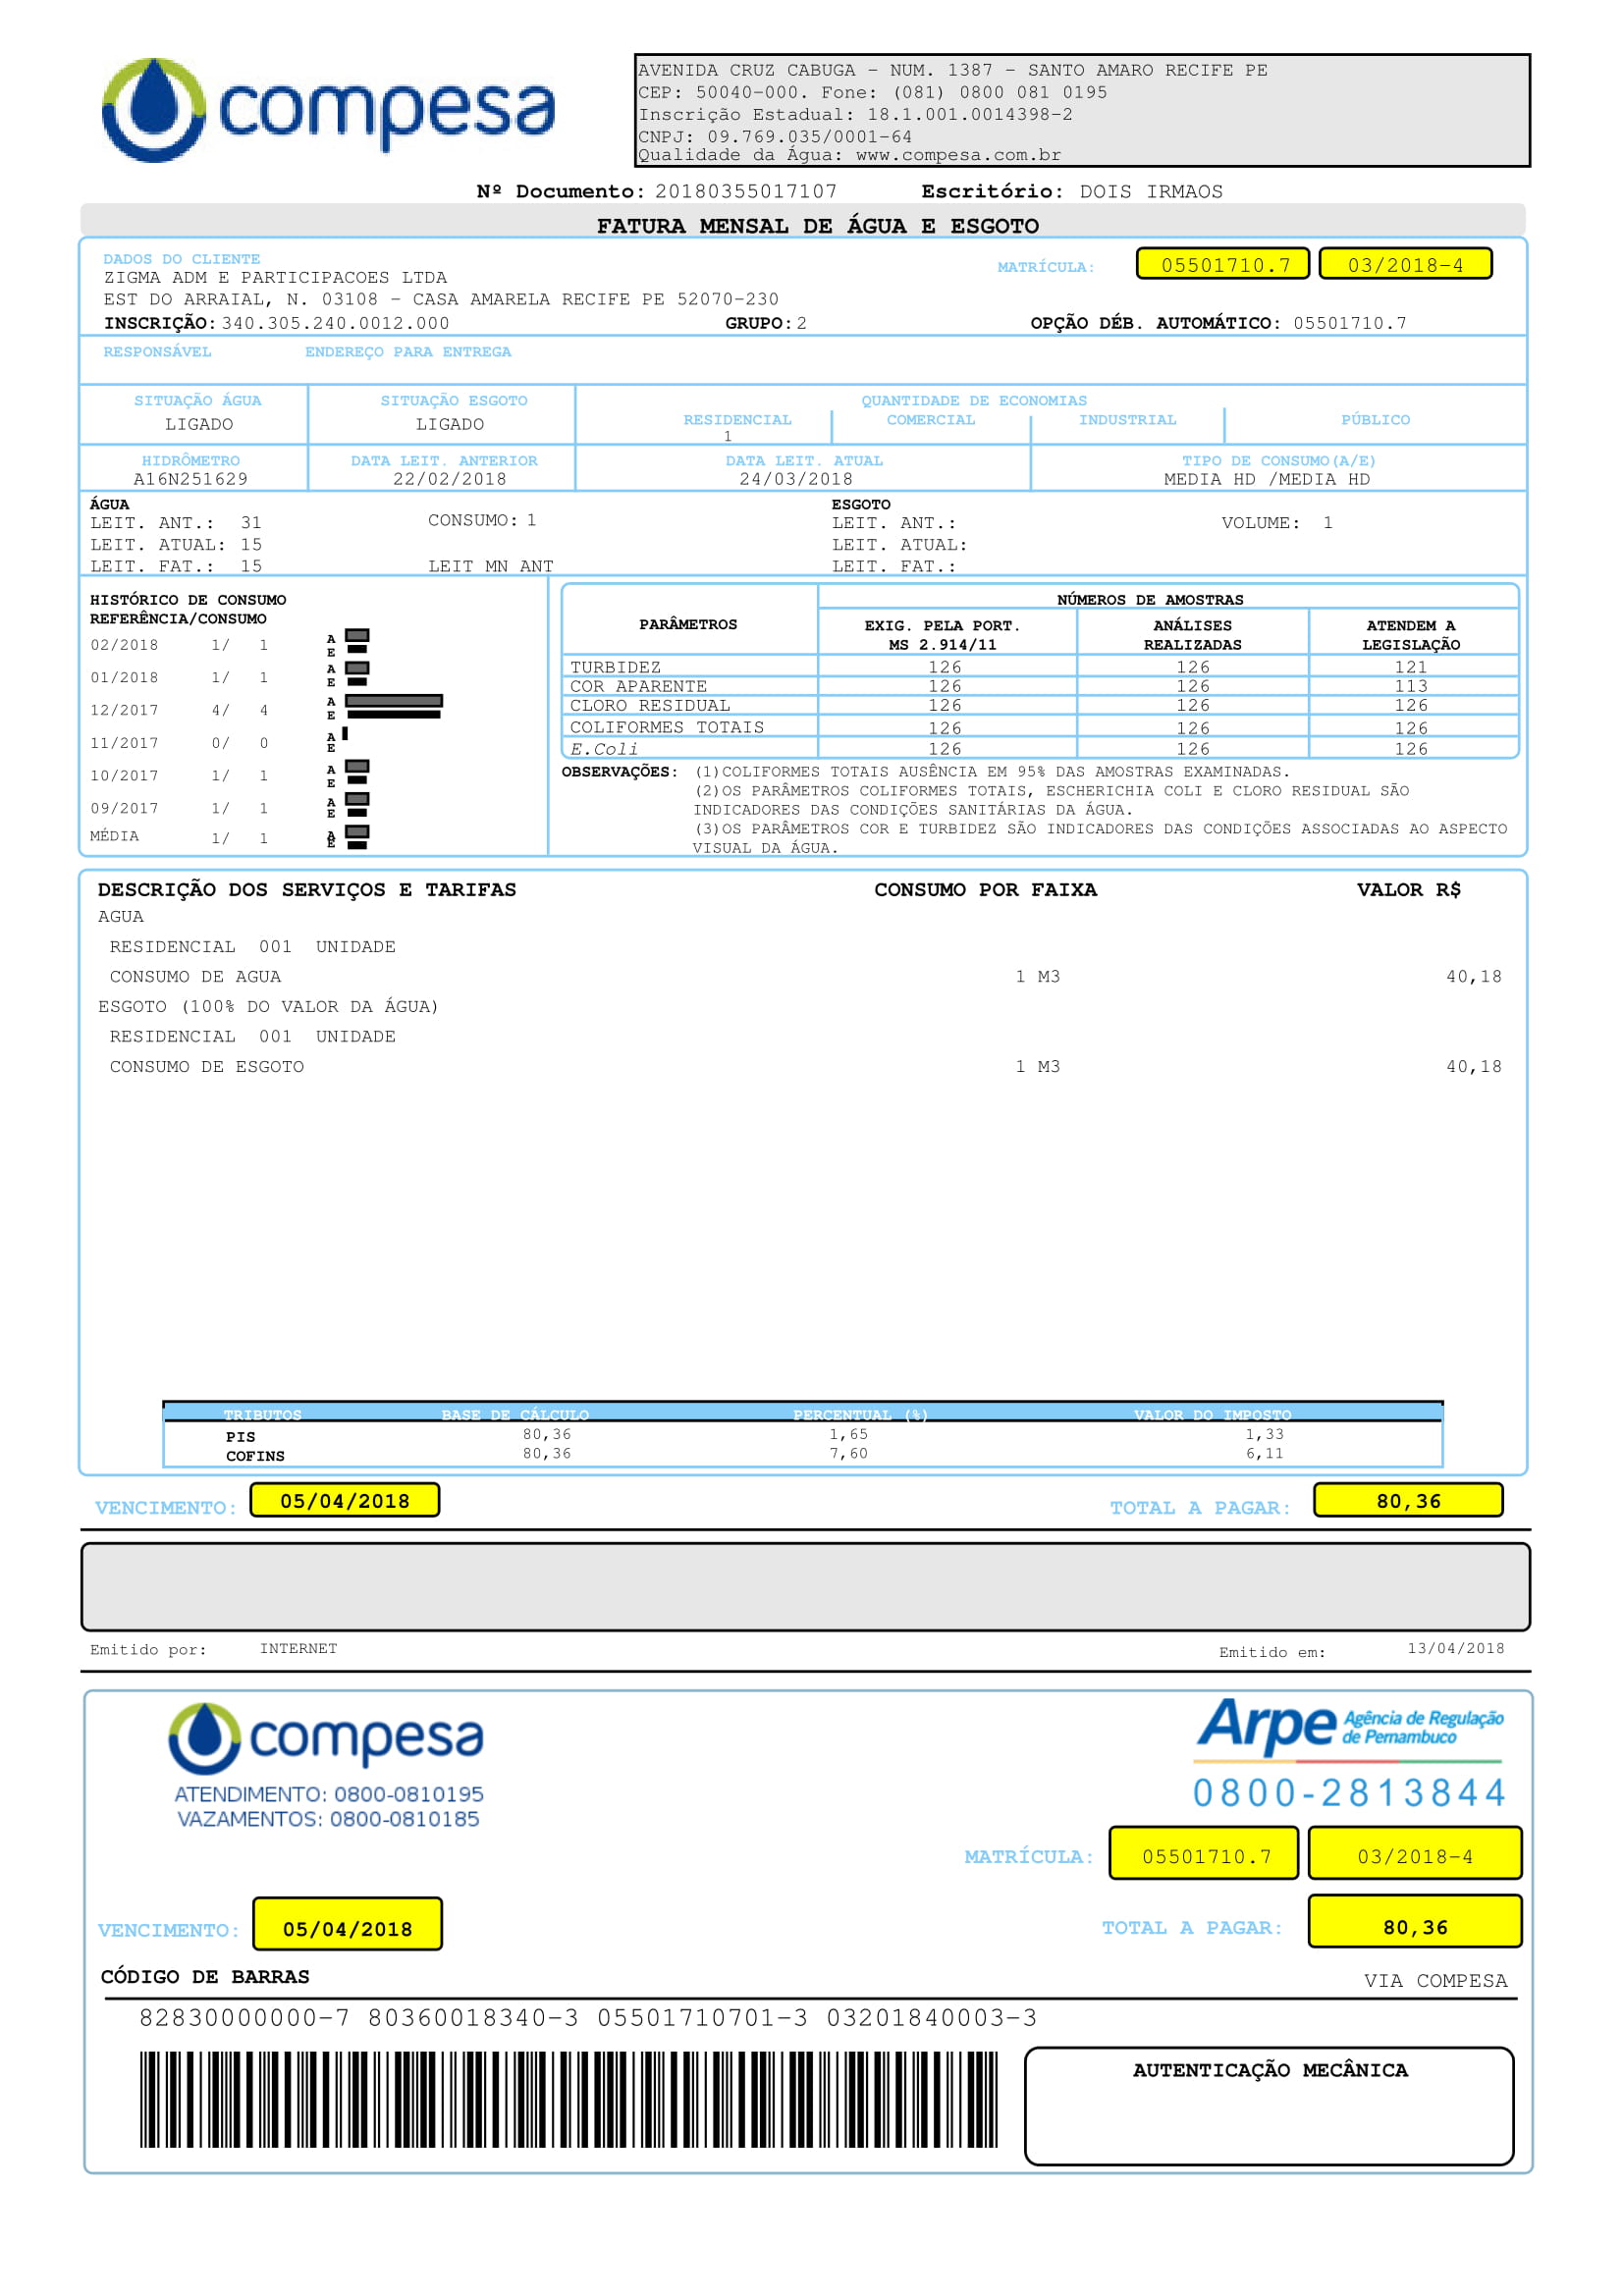 compesa
AVENIDA CRUZ CABUGA - NUM. 1387 - SANTO AMARO RECIFE PE
CEP: 50040-000. Fone: (081) 0800 081 0195
Inscrição Estadual: 18.1.001.0014398-2
CNPJ: 09.769.035/0001-64
Qualidade da Água: www.compesa.com.br
Nº Documento: 20180355017107 Escritório: DOIS IRMAOS
FATURA MENSAL DE ÁGUA E ESGOTO
DADOS DO CLIENTE
ZIGMA ADM E PARTICIPACOES LTDA
MATRÍCULA: 05501710.7 03/2018-4
EST DO ARRAIAL, N. 03108 - CASA AMARELA RECIFE PE 52070-230
INSCRIÇÃO: 340.305.240.0012.000 GRUPO: 2 OPÇÃO DÉB. AUTOMÁTICO: 05501710.7
RESPONSÁVEL ENDEREÇO PARA ENTREGA
SITUAÇÃO ÁGUA SITUAÇÃO ESGOTO QUANTIDADE DE ECONOMIAS
LIGADO LIGADO RESIDENCIAL COMERCIAL INDUSTRIAL PÚBLICO
1
HIDRÔMETRO DATA LEIT. ANTERIOR DATA LEIT. ATUAL TIPO DE CONSUMO(A/E)
A16N251629 22/02/2018 24/03/2018 MEDIA HD /MEDIA HD
ÁGUA ESGOTO
LEIT. ANT.: 31 CONSUMO: 1 LEIT. ANT.: VOLUME: 1
LEIT. ATUAL: 15 LEIT. ATUAL:
LEIT. FAT.: 15 LEIT MN ANT LEIT. FAT.:
HISTÓRICO DE CONSUMO
REFERÊNCIA/CONSUMO
02/2018 1/ 1 A
E
01/2018 1/ 1 A
E
12/2017 4/ 4 A
E
11/2017 0/ 0 A
E
10/2017 1/ 1 A
E
09/2017 1/ 1 A
E
MÉDIA 1/ 1 A
E
PARÂMETROS NÚMEROS DE AMOSTRAS
EXIG. PELA PORT. ANÁLISES ATENDEM A
MS 2.914/11 REALIZADAS LEGISLAÇÃO
TURBIDEZ 126 126 121
COR APARENTE 126 126 113
CLORO RESIDUAL 126 126 126
COLIFORMES TOTAIS 126 126 126
E.Coli 126 126 126
OBSERVAÇÕES: (1)COLIFORMES TOTAIS AUSÊNCIA EM 95% DAS AMOSTRAS EXAMINADAS.
(2)OS PARÂMETROS COLIFORMES TOTAIS, ESCHERICHIA COLI E CLORO RESIDUAL SÃO
INDICADORES DAS CONDIÇÕES SANITÁRIAS DA ÁGUA.
(3)OS PARÂMETROS COR E TURBIDEZ SÃO INDICADORES DAS CONDIÇÕES ASSOCIADAS AO ASPECTO
VISUAL DA ÁGUA.
DESCRIÇÃO DOS SERVIÇOS E TARIFAS CONSUMO POR FAIXA VALOR R$
AGUA
RESIDENCIAL 001 UNIDADE
CONSUMO DE AGUA 1 M3 40,18
ESGOTO (100% DO VALOR DA ÁGUA)
RESIDENCIAL 001 UNIDADE
CONSUMO DE ESGOTO 1 M3 40,18
TRIBUTOS BASE DE CÁLCULO PERCENTUAL (%) VALOR DO IMPOSTO
PIS 80,36 1,65 1,33
COFINS 80,36 7,60 6,11
VENCIMENTO: 05/04/2018 TOTAL A PAGAR: 80,36
Emitido por: INTERNET Emitido em: 13/04/2018
compesa
ATENDIMENTO: 0800-0810195
VAZAMENTOS: 0800-0810185
Arpe Agência de Regulação
de Pernambuco
0800-2813844
MATRÍCULA: 05501710.7 03/2018-4
VENCIMENTO: 05/04/2018 TOTAL A PAGAR: 80,36
CÓDIGO DE BARRAS VIA COMPESA
82830000000-7 80360018340-3 05501710701-3 03201840003-3
AUTENTICAÇÃO MECÂNICA